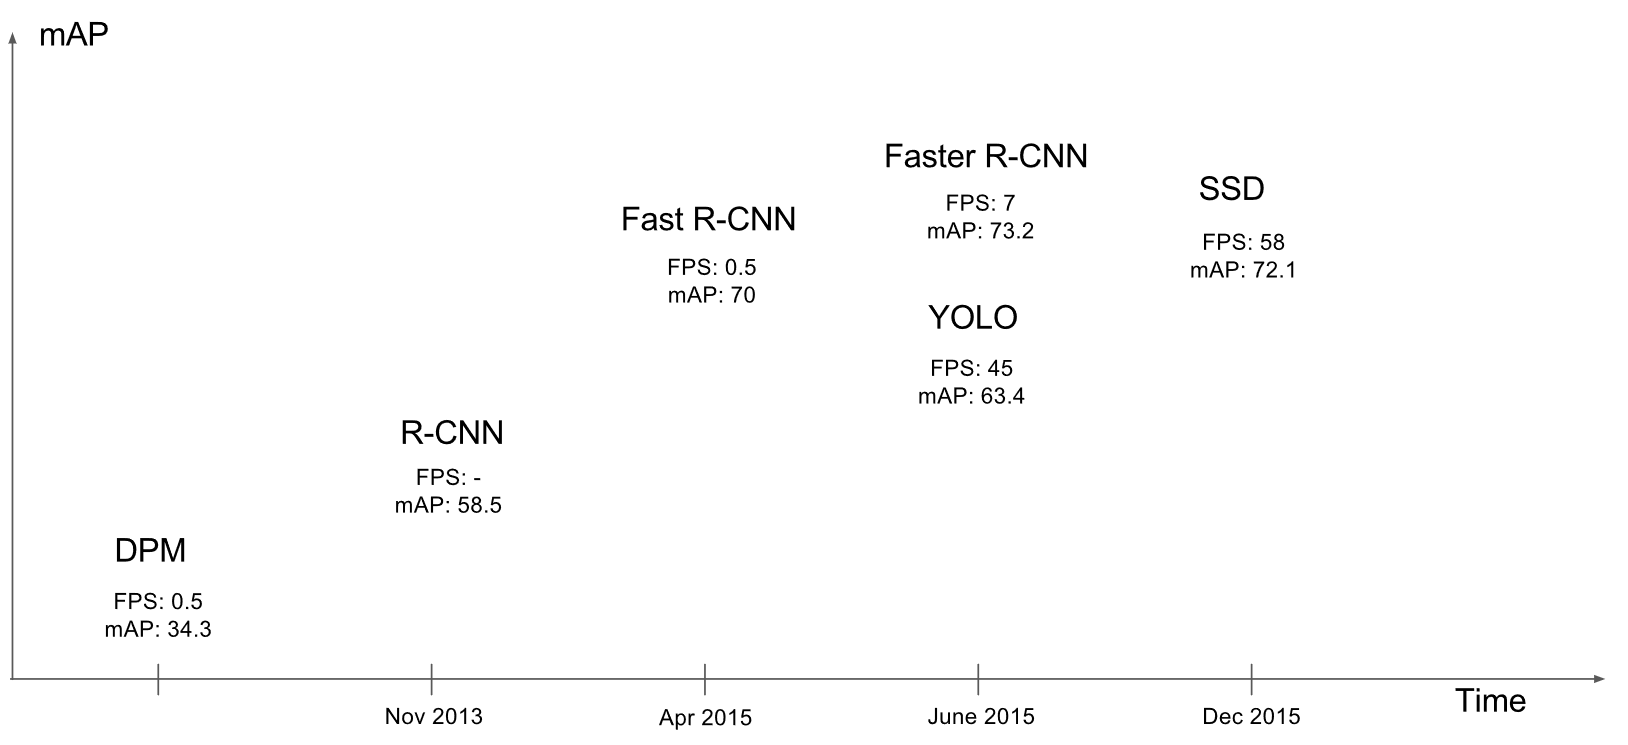 mAP
Faster R-CNN
FPS: 7
mAP: 73.2
SSD
FPS: 58
mAP: 72.1
Fast R-CNN
FPS: 0.5
mAP: 70
YOLO
FPS: 45
mAP: 63.4
R-CNN
FPS: -
mAP: 58.5
DPM
FPS: 0.5
mAP: 34.3
Nov 2013
Apr 2015
June 2015
Dec 2015
Time